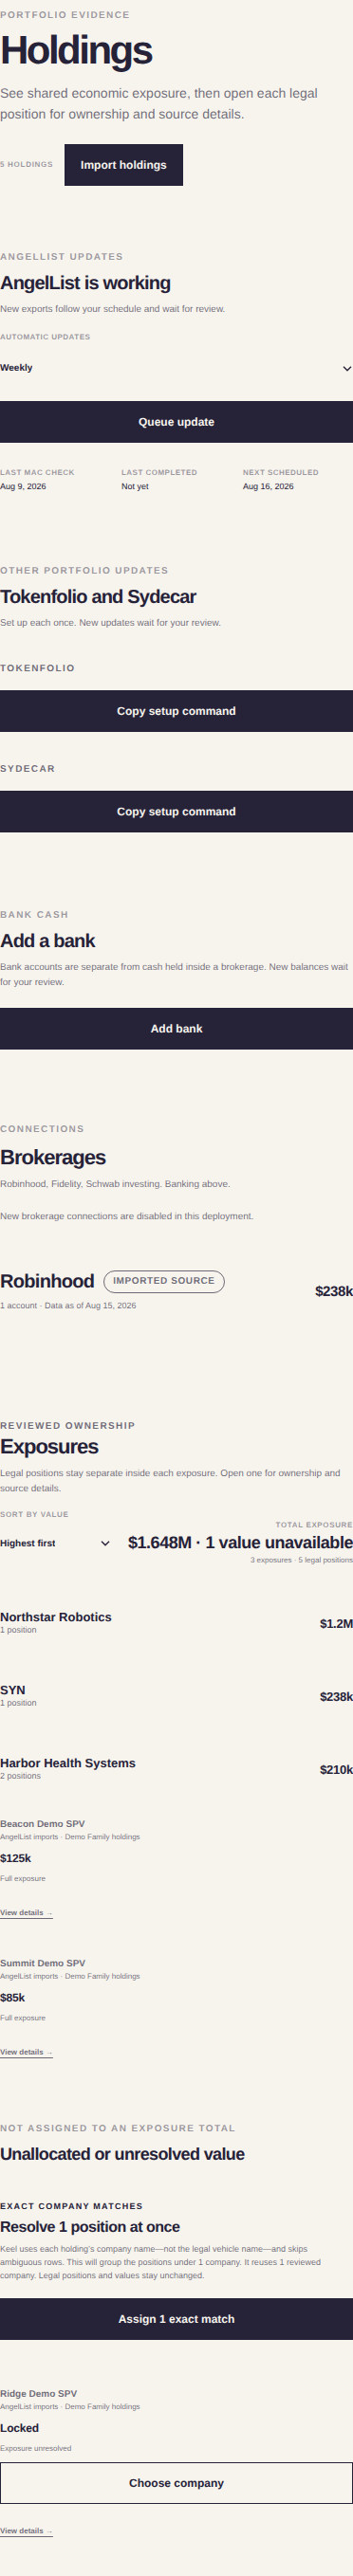 PORTFOLIO EVIDENCE
Holdings
See shared economic exposure, then open each legal
position for ownership and source details.
5 HOLDINGS
Import holdings
ANGELLIST UPDATES
AngelList is working
New exports follow your schedule and wait for review.
AUTOMATIC UPDATES
Weekly
Queue update
LAST MAC CHECK
LAST COMPLETED
NEXT SCHEDULED
Aug 9, 2026
Not yet
Aug 16, 2026
OTHER PORTFOLIO UPDATES
Tokenfolio and Sydecar
Set up each once. New updates wait for your review.
TOKENFOLIO
Copy setup command
SYDECAR
Copy setup command
BANK CASH
Add a bank
Bank accounts are separate from cash held inside a brokerage. New balances wait
for your review.
Add bank
CONNECTIONS
Brokerages
Robinhood, Fidelity, Schwab investing. Banking above.
New brokerage connections are disabled in this deployment.
Robinhood
IMPORTED SOURCE
1 account · Data as of Aug 15, 2026
$238k
REVIEWED OWNERSHIP
Exposures
Legal positions stay separate inside each exposure. Open one for ownership and
source details.
SORT BY VALUE
Highest first
TOTAL EXPOSURE
$1.648M · 1 value unavailable
3 exposures · 5 legal positions
Northstar Robotics
1 position
$1.2M
SYN
1 position
$238k
Harbor Health Systems
2 positions
$210k
Beacon Demo SPV
AngelList imports · Demo Family holdings
$125k
Full exposure
View details →
Summit Demo SPV
AngelList imports · Demo Family holdings
$85k
Full exposure
View details →
NOT ASSIGNED TO AN EXPOSURE TOTAL
Unallocated or unresolved value
EXACT COMPANY MATCHES
Resolve 1 position at once
Keel uses each holding's company name—not the legal vehicle name—and skips
ambiguous rows. This will group the positions under 1 company. It reuses 1 reviewed
company. Legal positions and values stay unchanged.
Assign 1 exact match
Ridge Demo SPV
AngelList imports · Demo Family holdings
Locked
Exposure unresolved
Choose company
View details →